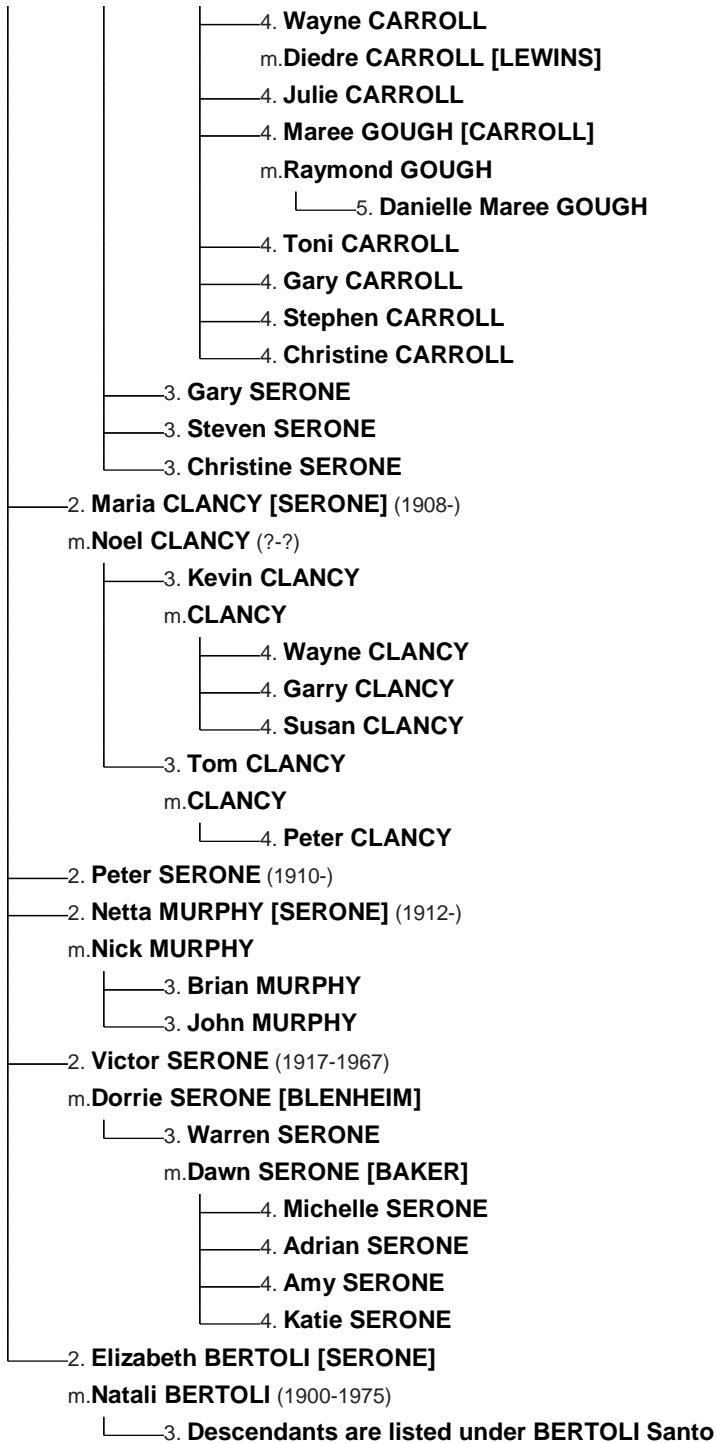 4. Wayne CARROLL
m.Diedre CARROLL [LEWINS]
4. Julie CARROLL
4. Maree GOUGH [CARROLL]
m.Raymond GOUGH
5. Danielle Maree GOUGH
4. Toni CARROLL
4. Gary CARROLL
4. Stephen CARROLL
4. Christine CARROLL
3. Gary SERONE
3. Steven SERONE
3. Christine SERONE
2. Maria CLANCY [SERONE] (1908-)
m.Noel CLANCY (?-?)
3. Kevin CLANCY
m.CLANCY
4. Wayne CLANCY
4. Garry CLANCY
4. Susan CLANCY
3. Tom CLANCY
m.CLANCY
4. Peter CLANCY
2. Peter SERONE (1910-)
2. Netta MURPHY [SERONE] (1912-)
m.Nick MURPHY
3. Brian MURPHY
3. John MURPHY
2. Victor SERONE (1917-1967)
m.Dorrie SERONE [BLENHEIM]
3. Warren SERONE
m.Dawn SERONE [BAKER]
4. Michelle SERONE
4. Adrian SERONE
4. Amy SERONE
4. Katie SERONE
2. Elizabeth BERTOLI [SERONE]
m.Natali BERTOLI (1900-1975)
3. Descendants are listed under BERTOLI Santo